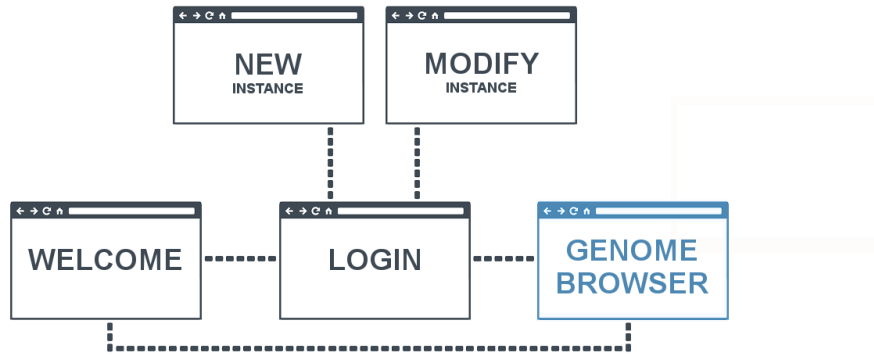 NEW
INSTANCE
MODIFY
INSTANCE
WELCOME
LOGIN
GENOME
BROWSER